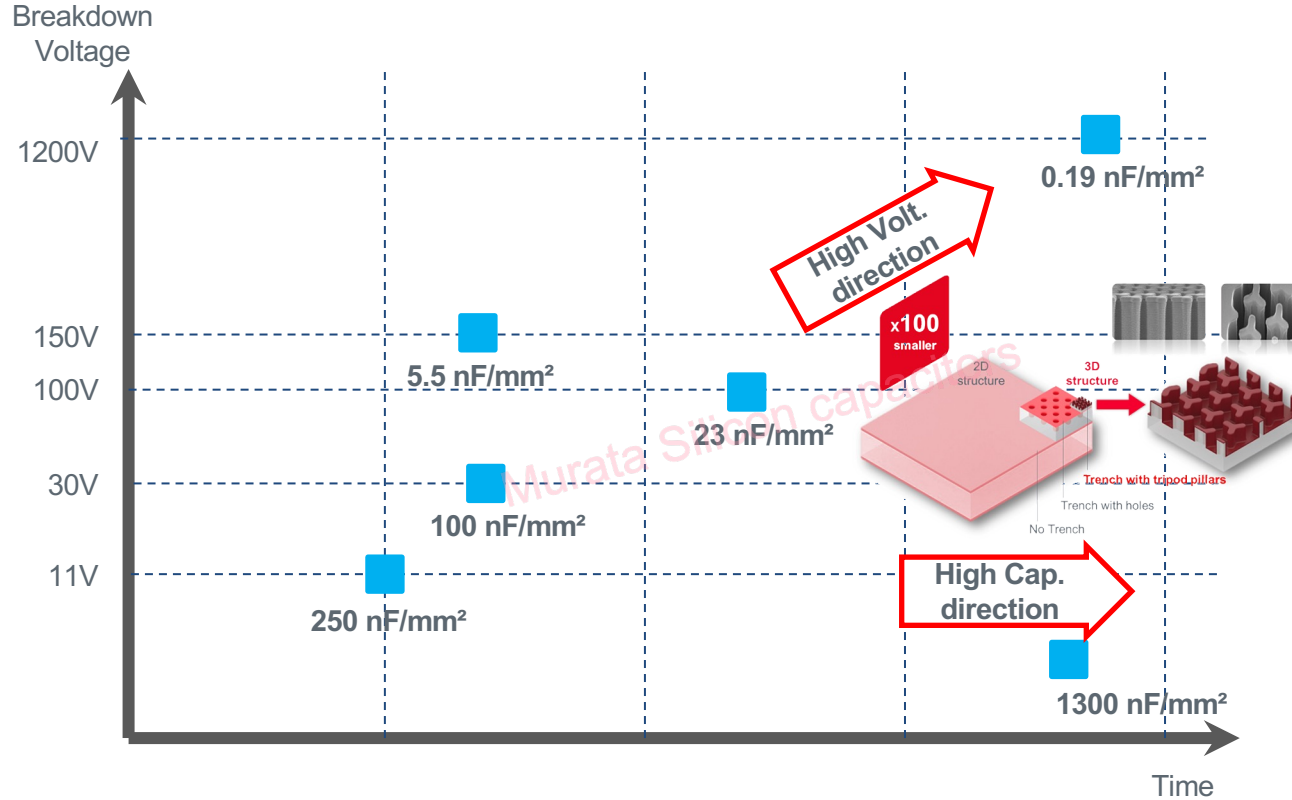 Breakdown
Voltage
1200V
0.19 nF/mm²
High Volt.
direction
x100
smaller
150V
5.5 nF/mm²
100V
2D
structure
3D
structure
23 nF/mm²
Murata Silicon capacitors
30V
100 nF/mm²
Trench with tripod pillars
Trench with holes
No Trench
11V
250 nF/mm²
High Cap.
direction
1300 nF/mm²
Time